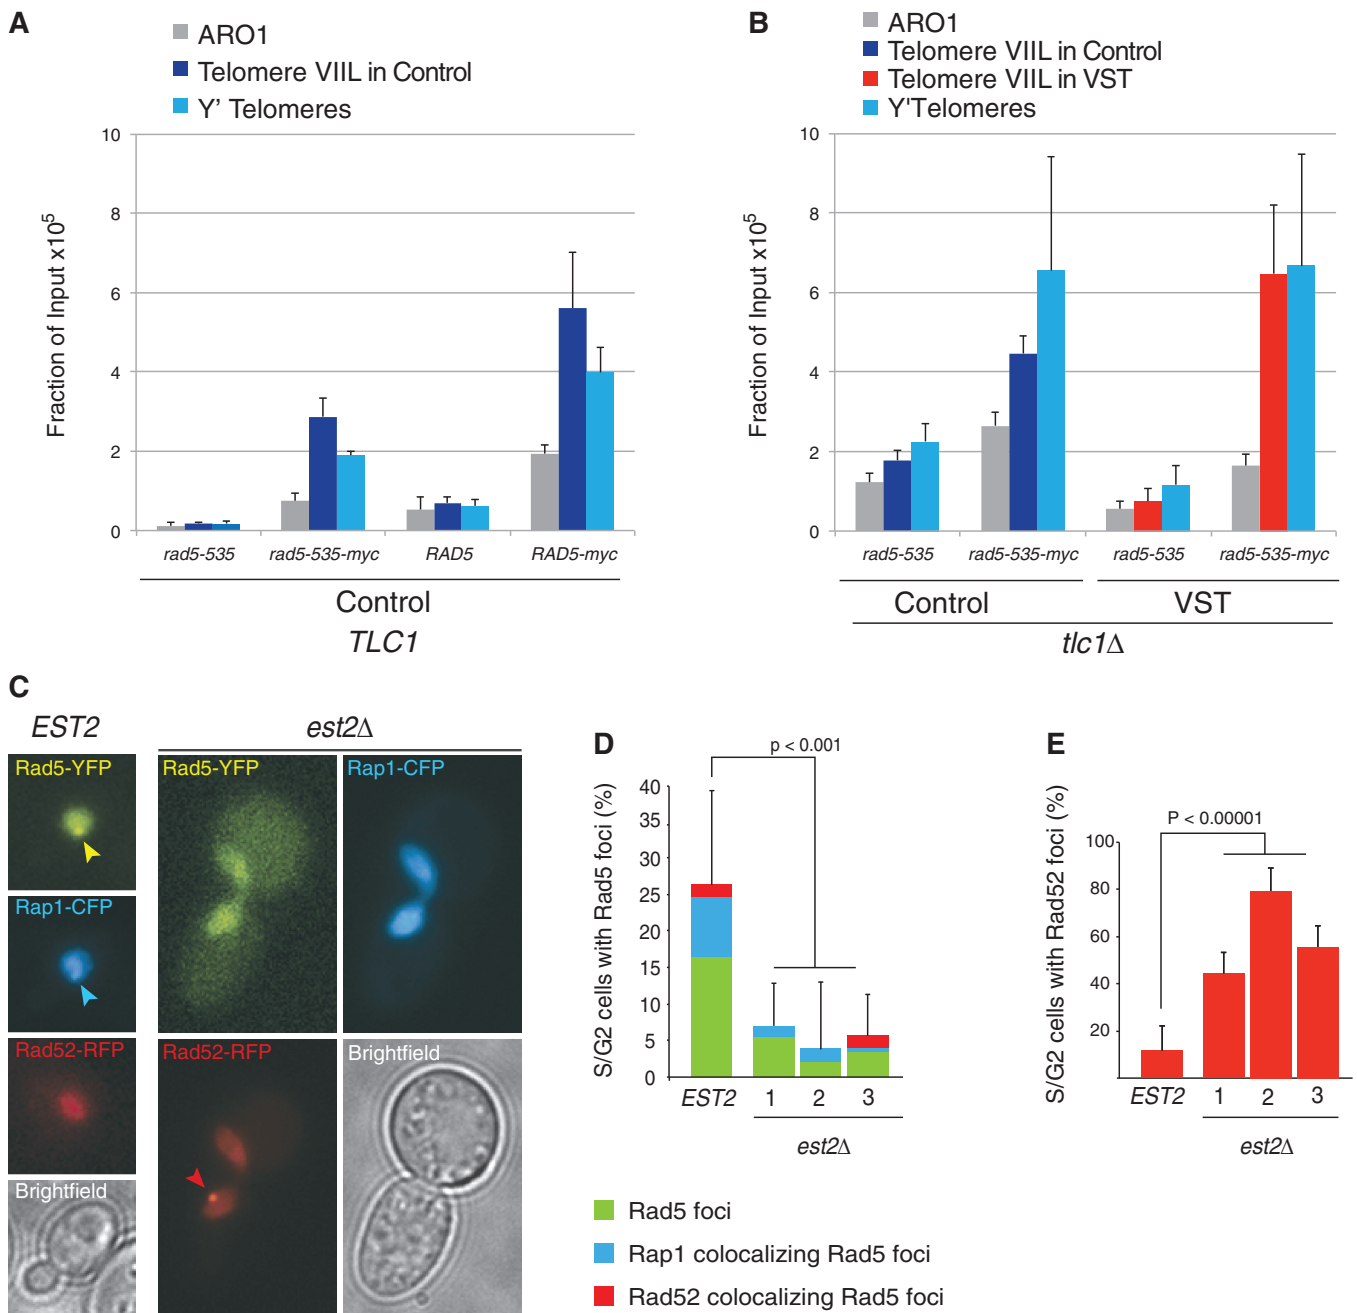 A
ARO1
Telomere VIIL in Control
Y' Telomeres
Fraction of Input x10⁵
10
8
6
4
2
0
rad5-535
rad5-535-myc
RAD5
RAD5-myc
Control
TLC1
B
ARO1
Telomere VIIL in Control
Telomere VIIL in VST
Y'Telomeres
Fraction of Input x10⁵
10
8
6
4
2
0
rad5-535
rad5-535-myc
rad5-535
rad5-535-myc
Control
VST
tlc1Δ
C
EST2
est2Δ
Rad5-YFP
Rap1-CFP
Rad52-RFP
Brightfield
Rad5-YFP
Rap1-CFP
Rad52-RFP
Brightfield
D
p < 0.001
S/G2 cells with Rad5 foci (%)
40
35
30
25
20
15
10
5
0
EST2
1
2
3
est2Δ
E
P < 0.00001
S/G2 cells with Rad52 foci (%)
100
80
60
40
20
EST2
1
2
3
est2Δ
Rad5 foci
Rap1 colocalizing Rad5 foci
Rad52 colocalizing Rad5 foci